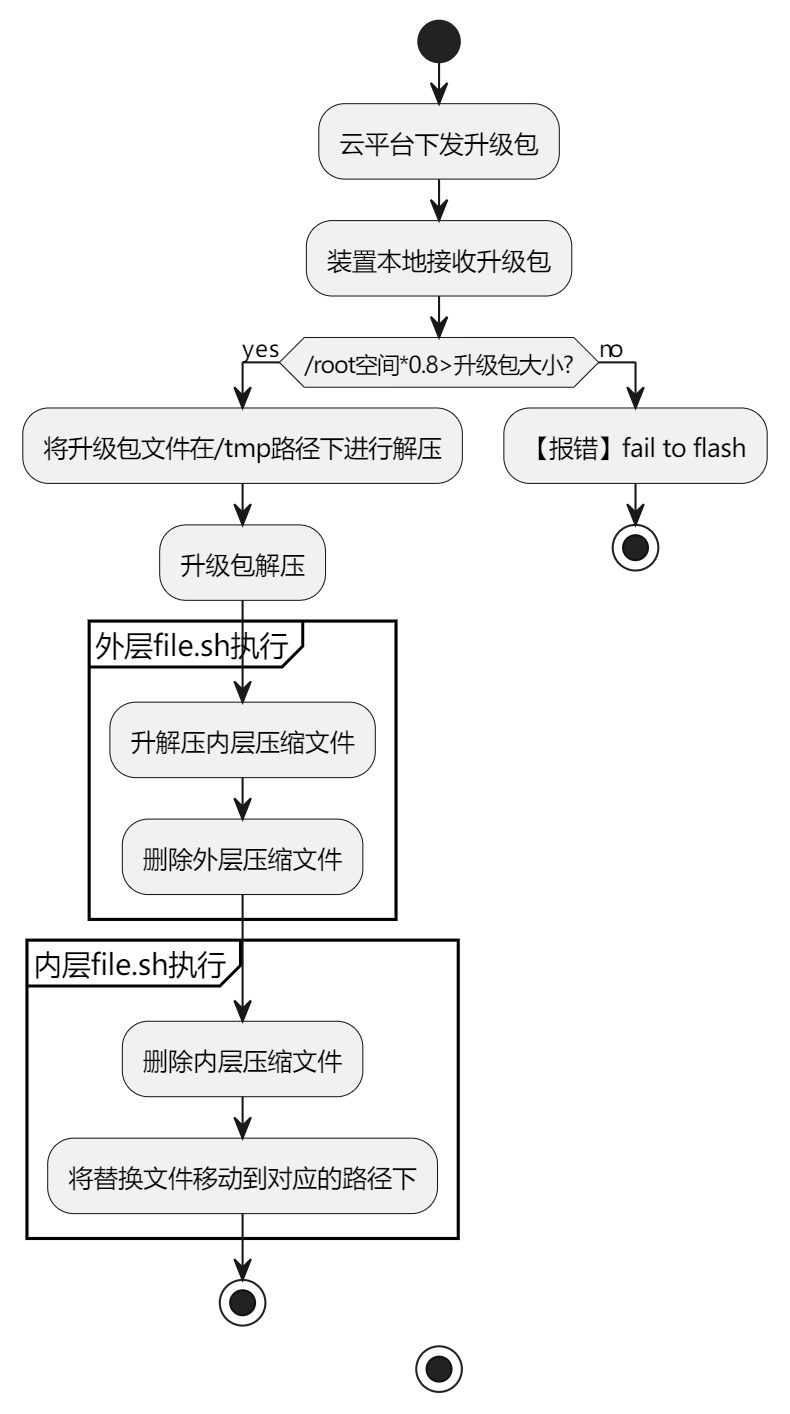 云平台下发升级包
装置本地接收升级包
yes
/root空间*0.8>升级包大小?
no
将升级包文件在/tmp路径下进行解压
【报错】fail to flash
升级包解压
外层file.sh执行
升解压内层压缩文件
删除外层压缩文件
内层file.sh执行
删除内层压缩文件
将替换文件移动到对应的路径下